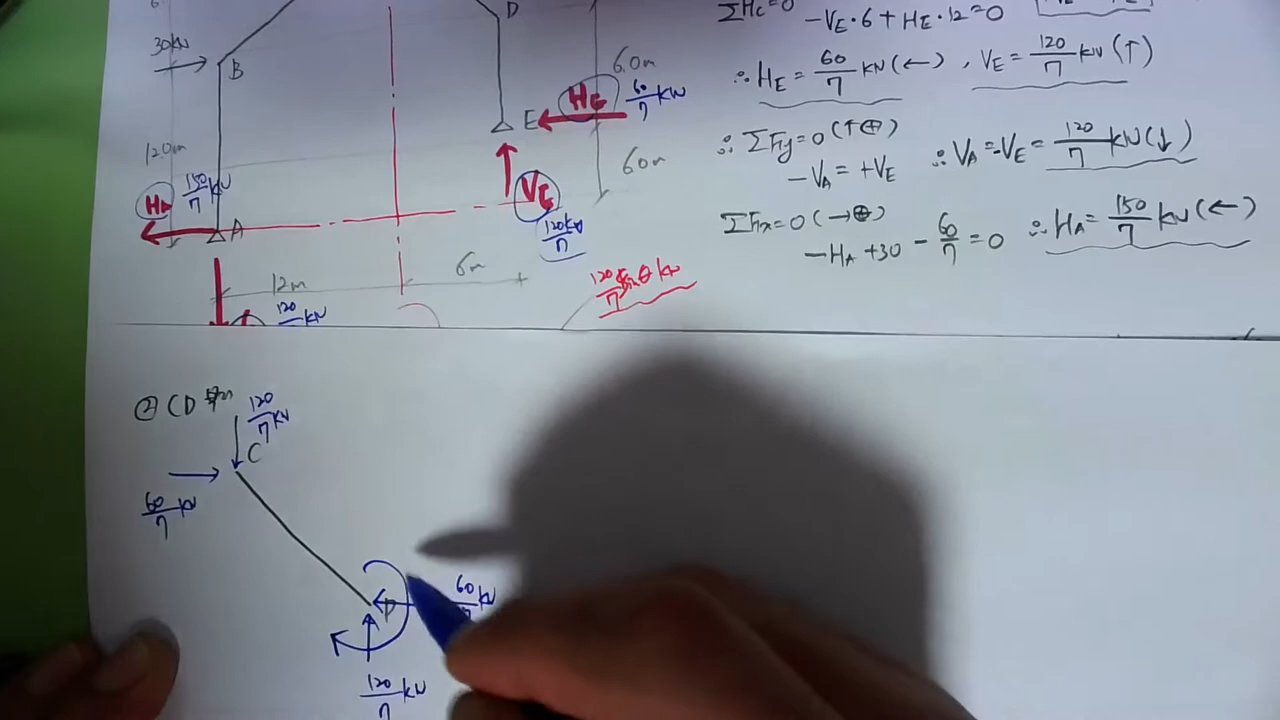 D
30kN
B
6.0m
HE
60/7 kN
E
12.0m
6.0m
HA
150/7 kN
VE
A
120kN/7
6m
12m
120/7 kN
120/7 sinθ kN
ΣMC=0
-VE·6+HE·12=0
∴HE=60/7 kN(←), VE=120/7 kN(↑)
∴ΣFy=0(↑⊕)
-VA=+VE
∴VA=-VE=120/7 kN(↓)
ΣFx=0(→⊕)
-HA+30-60/7=0
∴HA=150/7 kN(←)
② CD
120/7 kN
C
60/7 kN
D
60 kN
120/7 kN